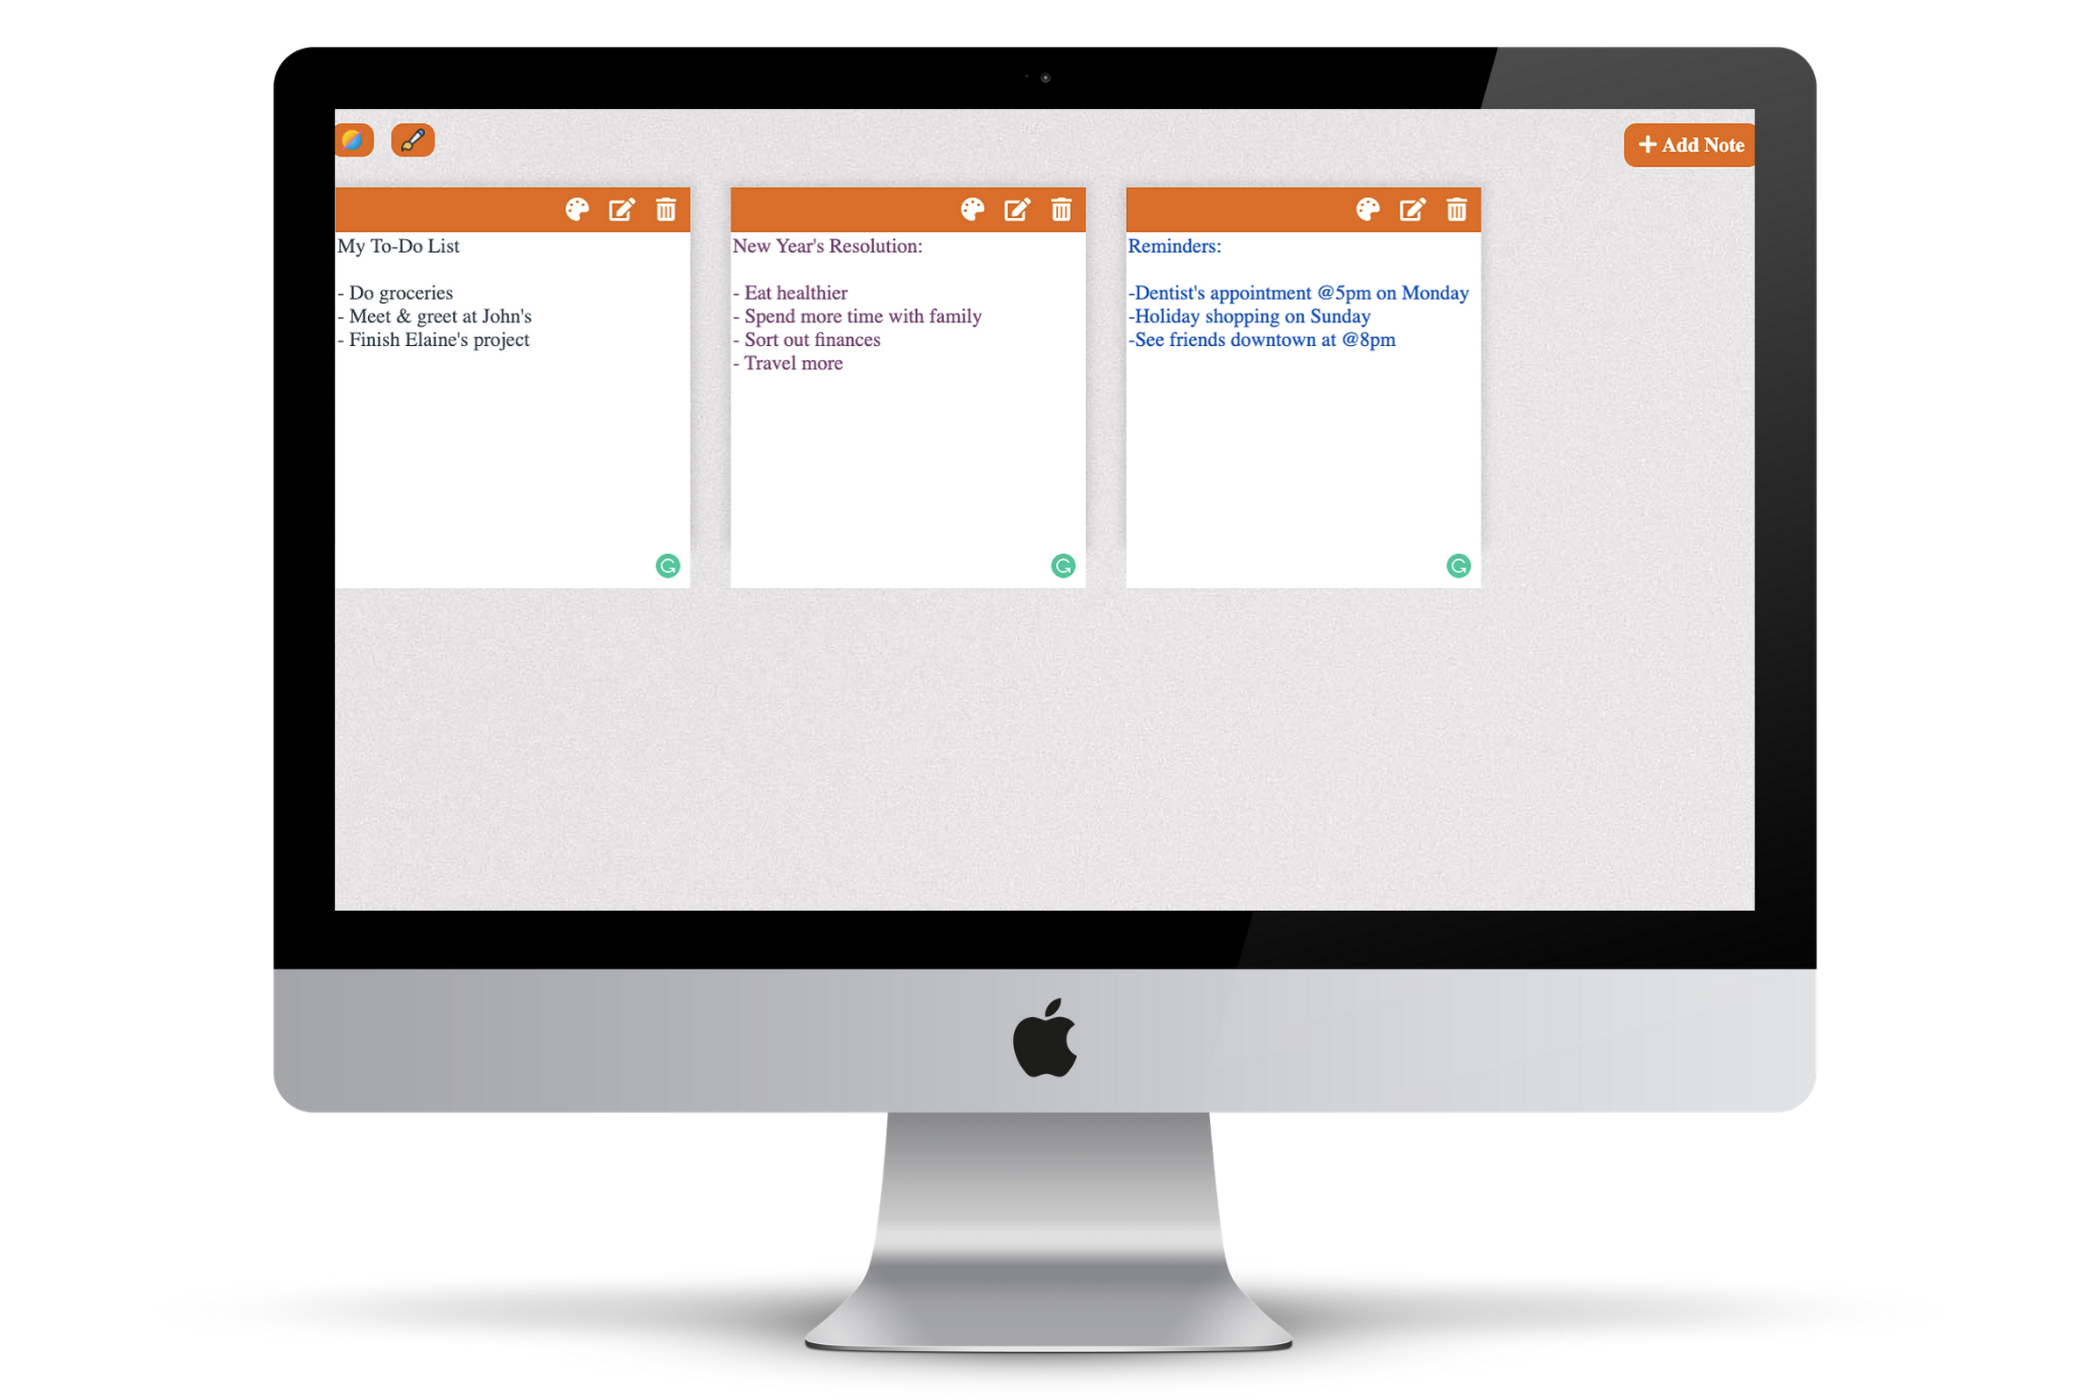 + Add Note
My To-Do List
- Do groceries
- Meet & greet at John's
- Finish Elaine's project
New Year's Resolution:
- Eat healthier
- Spend more time with family
- Sort out finances
- Travel more
Reminders:
-Dentist's appointment @5pm on Monday
-Holiday shopping on Sunday
-See friends downtown at @8pm